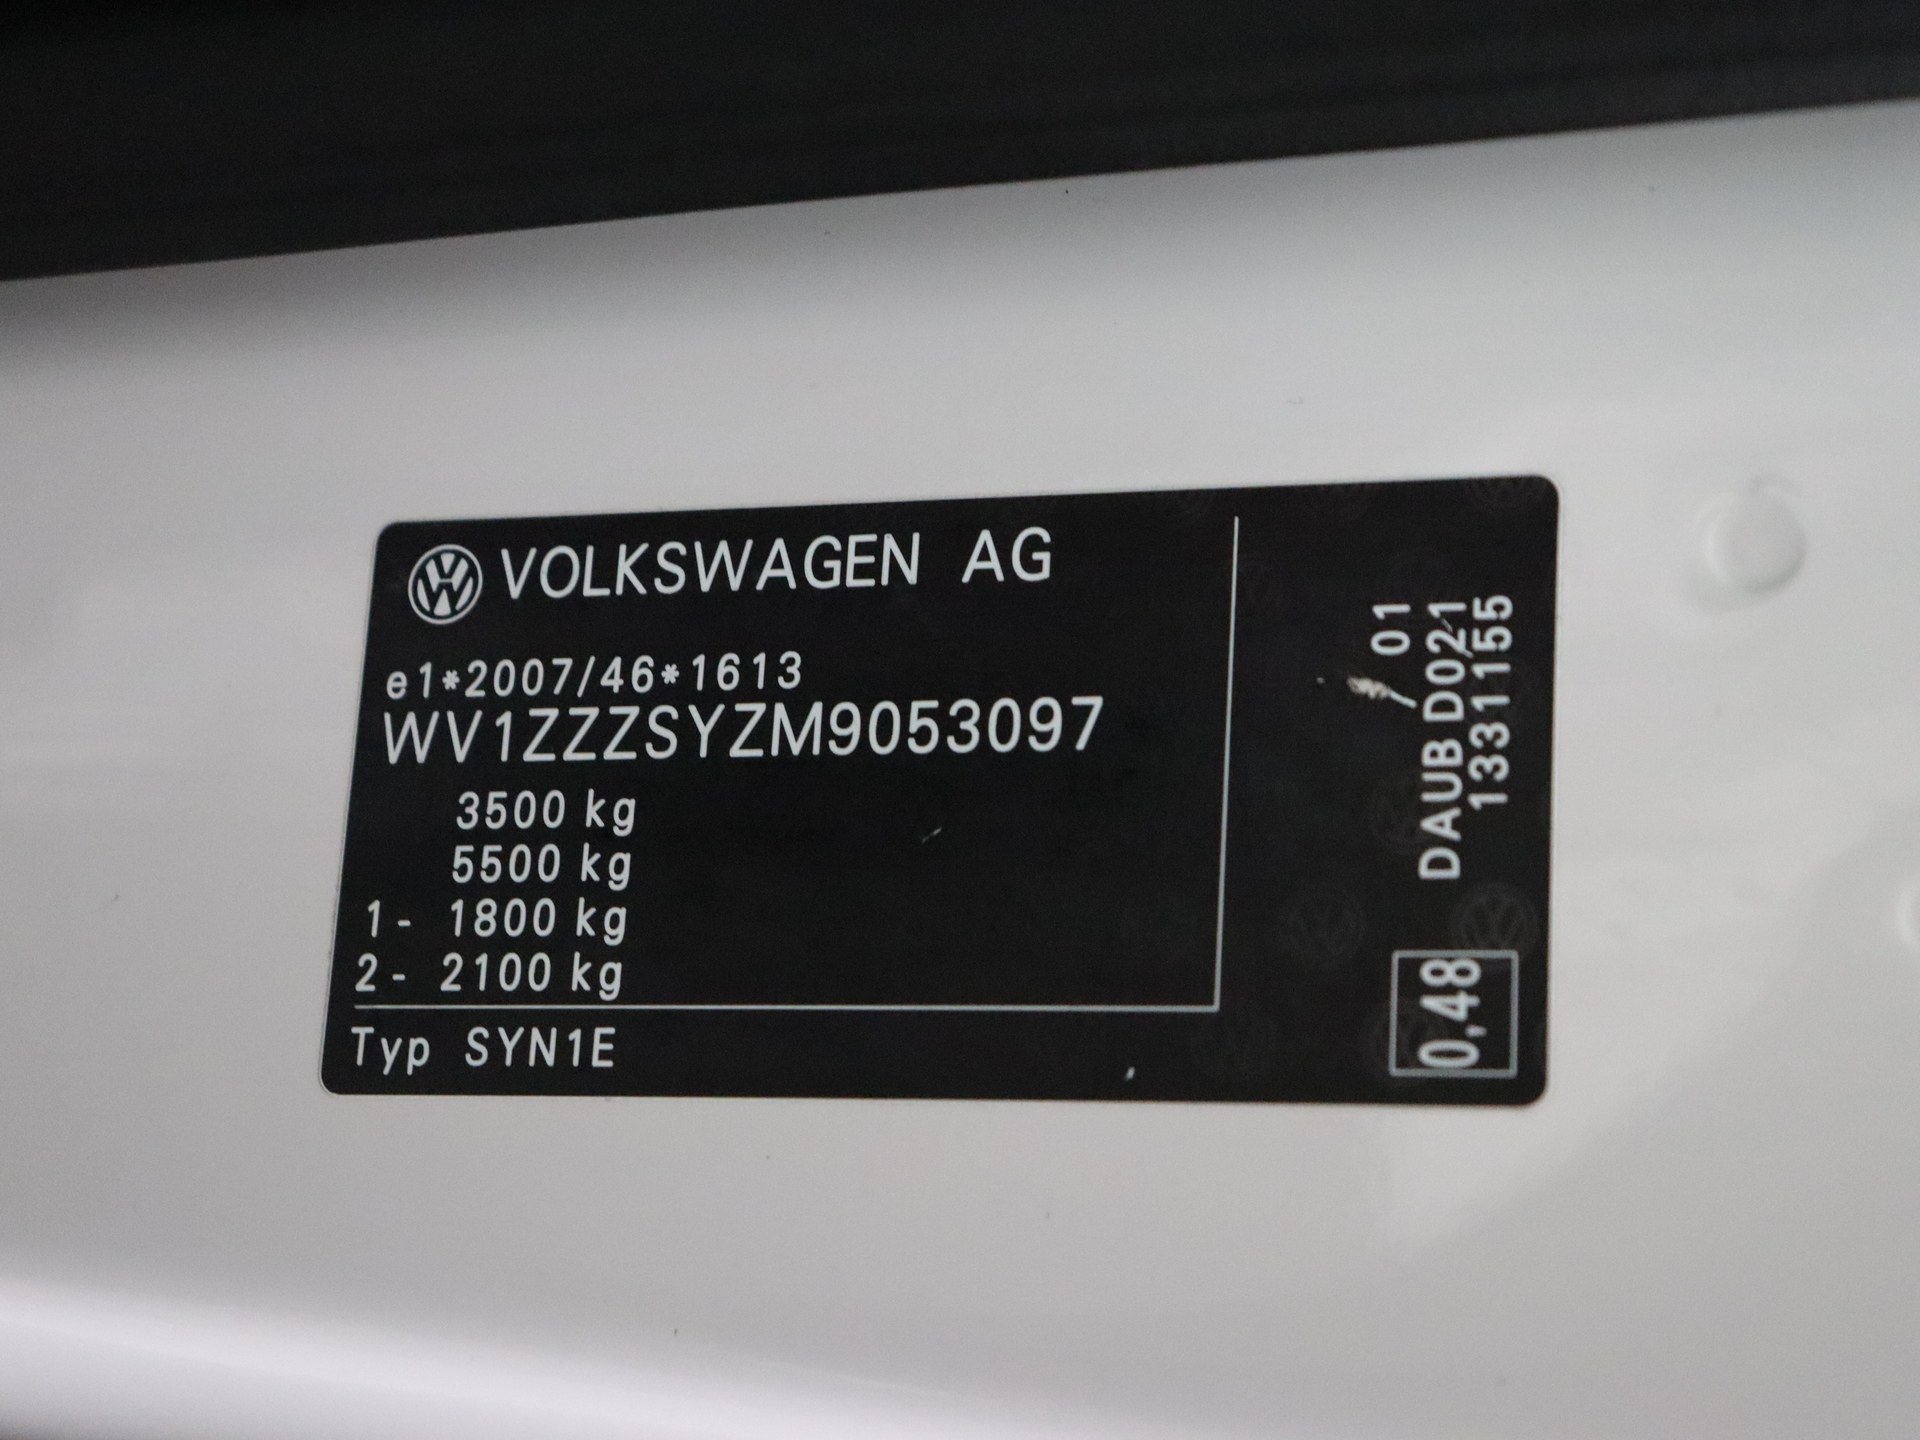 VOLKSWAGEN AG
e1*2007/46*1613
WV1ZZZSYZM9053097
3500 kg
5500 kg
1- 1800 kg
2- 2100 kg
Typ SYN1E
/ 01
DAUB D021
1331155
0,48